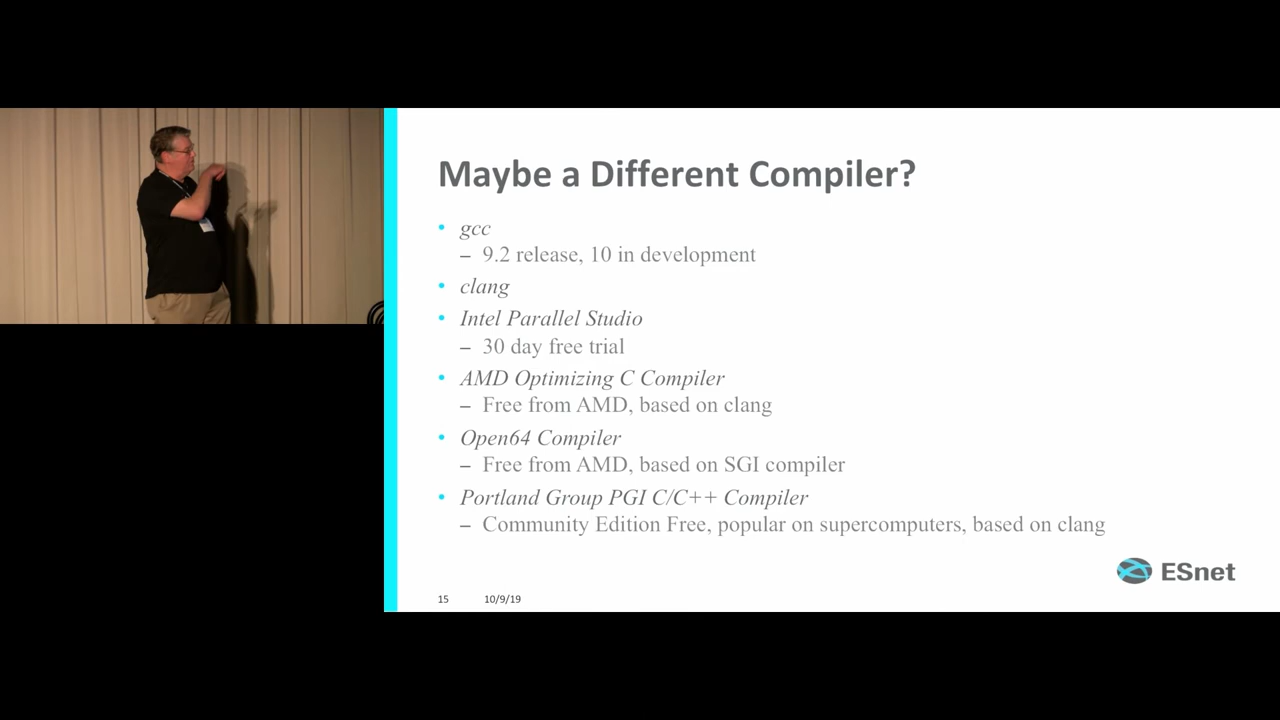 Maybe a Different Compiler?
• gcc
– 9.2 release, 10 in development
• clang
• Intel Parallel Studio
– 30 day free trial
• AMD Optimizing C Compiler
– Free from AMD, based on clang
• Open64 Compiler
– Free from AMD, based on SGI compiler
• Portland Group PGI C/C++ Compiler
– Community Edition Free, popular on supercomputers, based on clang
ESnet
15 10/9/19